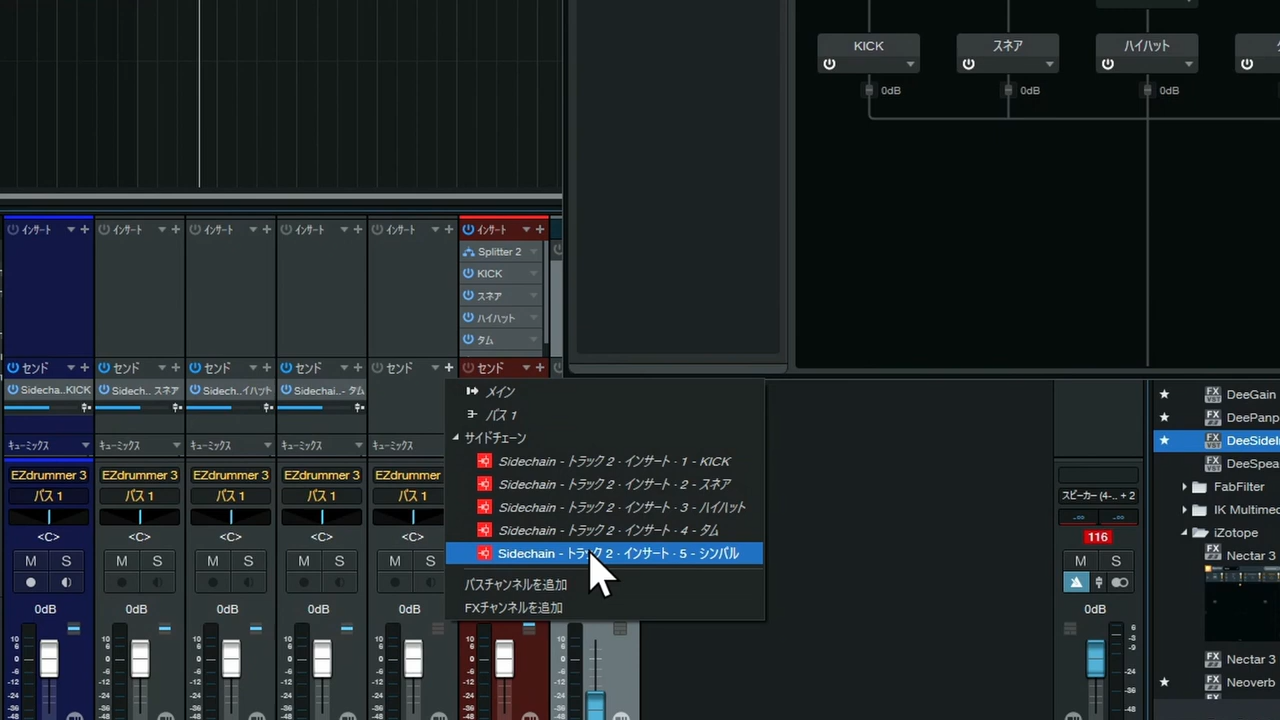 KICK
スネア
ハイハット
0dB
0dB
0dB
インサート
インサート
インサート
インサート
インサート
インサート
Splitter 2
KICK
スネア
ハイハット
タム
センド
センド
センド
センド
センド
センド
Sidecha..KICK
Sidech.. スネア
Sidech..イハット
Sidechai..- タム
メイン
バス 1
サイドチェーン
Sidechain - トラック 2 - インサート - 1 - KICK
Sidechain - トラック 2 - インサート - 2 - スネア
Sidechain - トラック 2 - インサート - 3 - ハイハット
Sidechain - トラック 2 - インサート - 4 - タム
Sidechain - トラック 2 - インサート - 5 - シンバル
バスチャンネルを追加
FXチャンネルを追加
キューミックス
キューミックス
キューミックス
キューミックス
キューミックス
EZdrummer 3
EZdrummer 3
EZdrummer 3
EZdrummer 3
EZdrummer 3
バス 1
バス 1
バス 1
バス 1
バス 1
<C>
<C>
<C>
<C>
<C>
M S
M S
M S
M S
M S
0dB
0dB
0dB
0dB
0dB
スピーカー (4-.. + 2
-∞ -∞
116
M S
0dB
DeeGain
DeePanp
DeeSideIn
DeeSpea
FabFilter
IK Multimed
iZotope
Nectar 3
Nectar 3
Neoverb